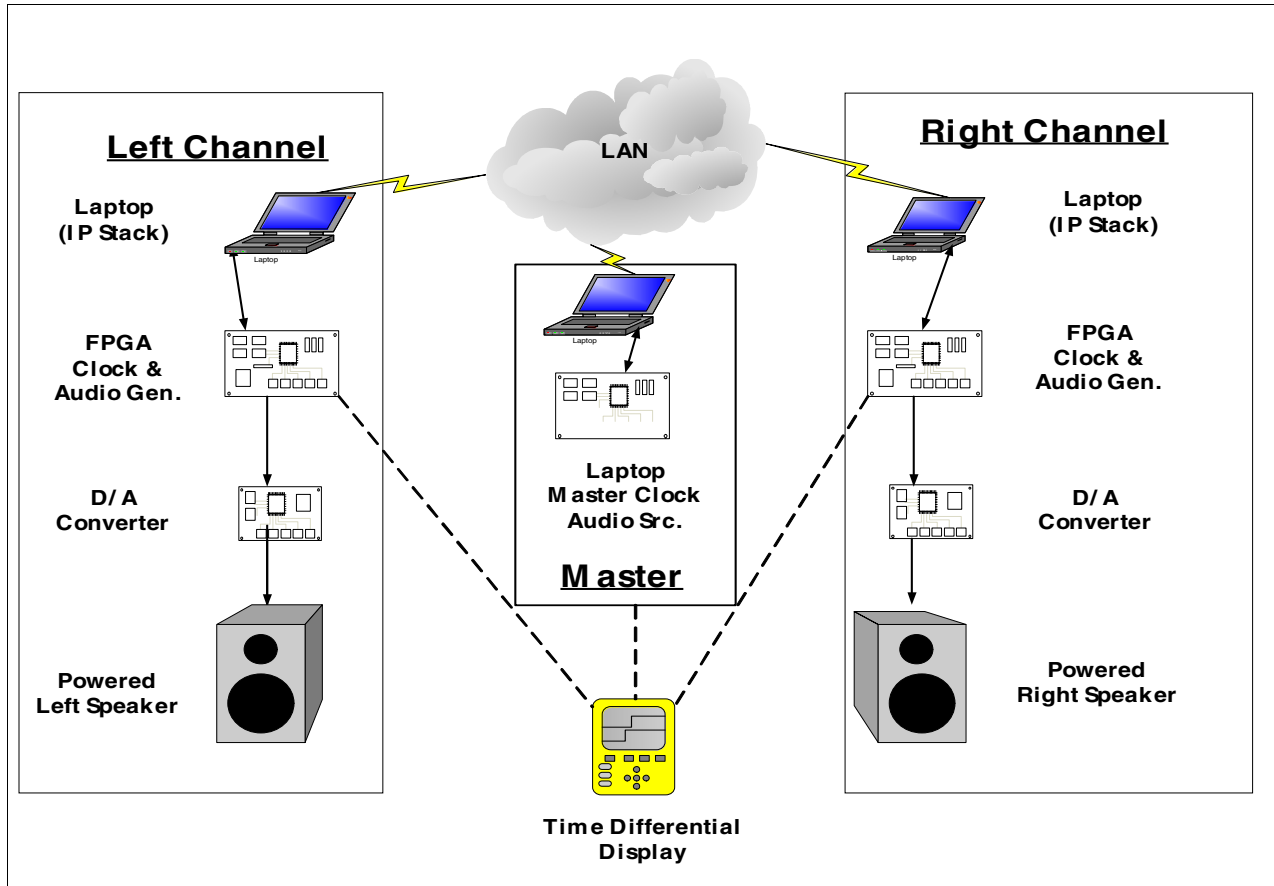 Left Channel
Laptop
(IP Stack)
Laptop
FPGA
Clock &
Audio Gen.
D/A
Converter
Powered
Left Speaker
LAN
Laptop
Laptop
Master Clock
Audio Src.
Master
Time Differential
Display
Right Channel
Laptop
(IP Stack)
Laptop
FPGA
Clock &
Audio Gen.
D/A
Converter
Powered
Right Speaker